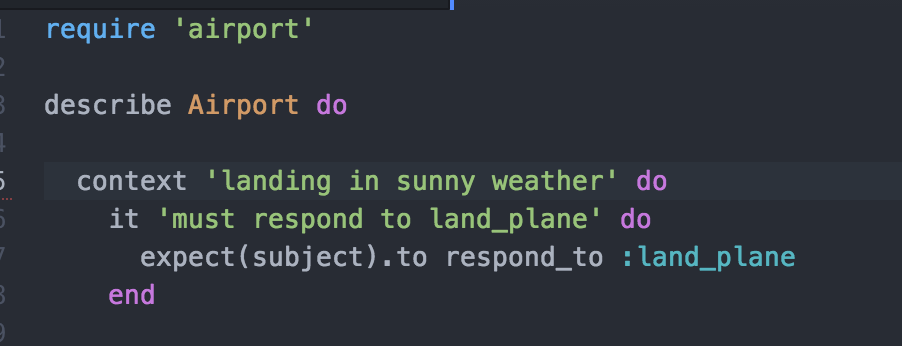 1 require 'airport'
2
3 describe Airport do
4
5   context 'landing in sunny weather' do
6     it 'must respond to land_plane' do
7       expect(subject).to respond_to :land_plane
8     end
9